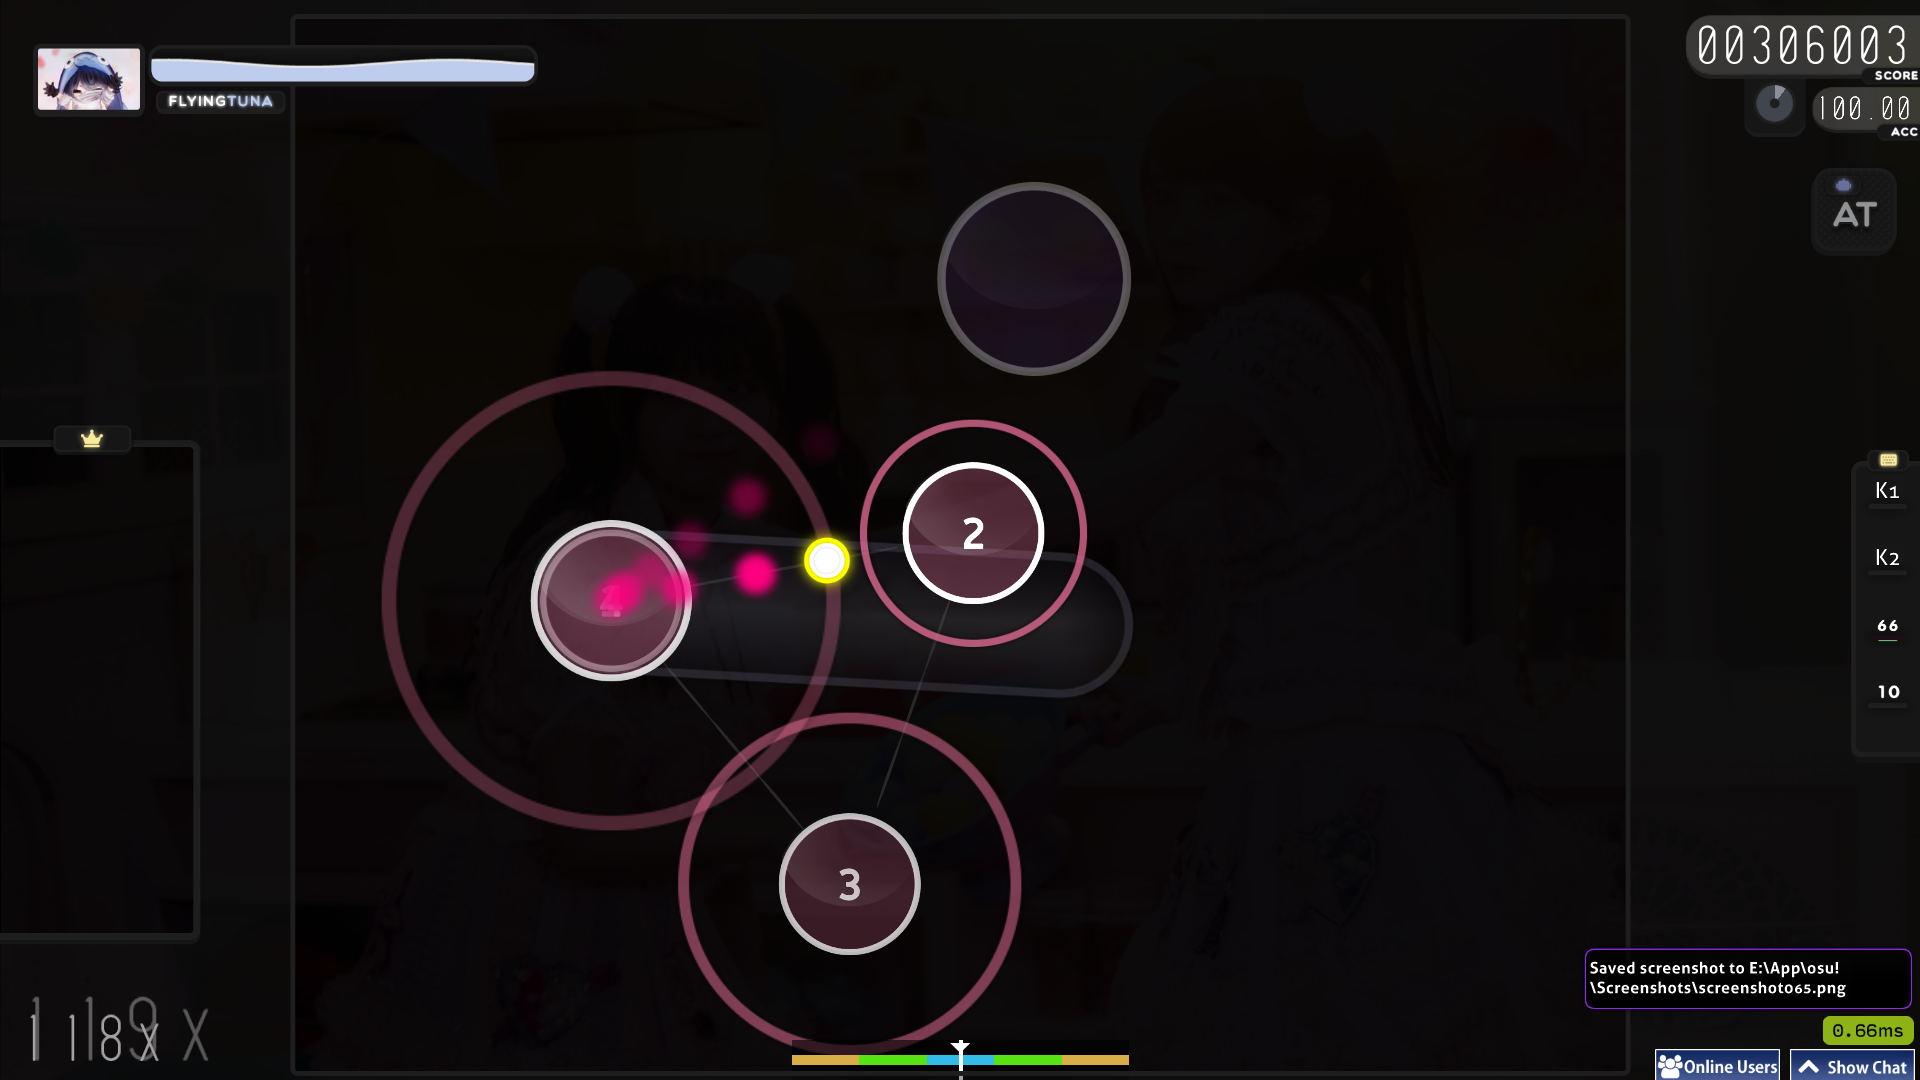 00306003
SCORE
FLYINGTUNA
100.00
ACC
AT
K1
2
K2
4
66
10
3
Saved screenshot to E:\App\osu!
\Screenshots\screenshot065.png
0.66ms
Online Users
Show Chat